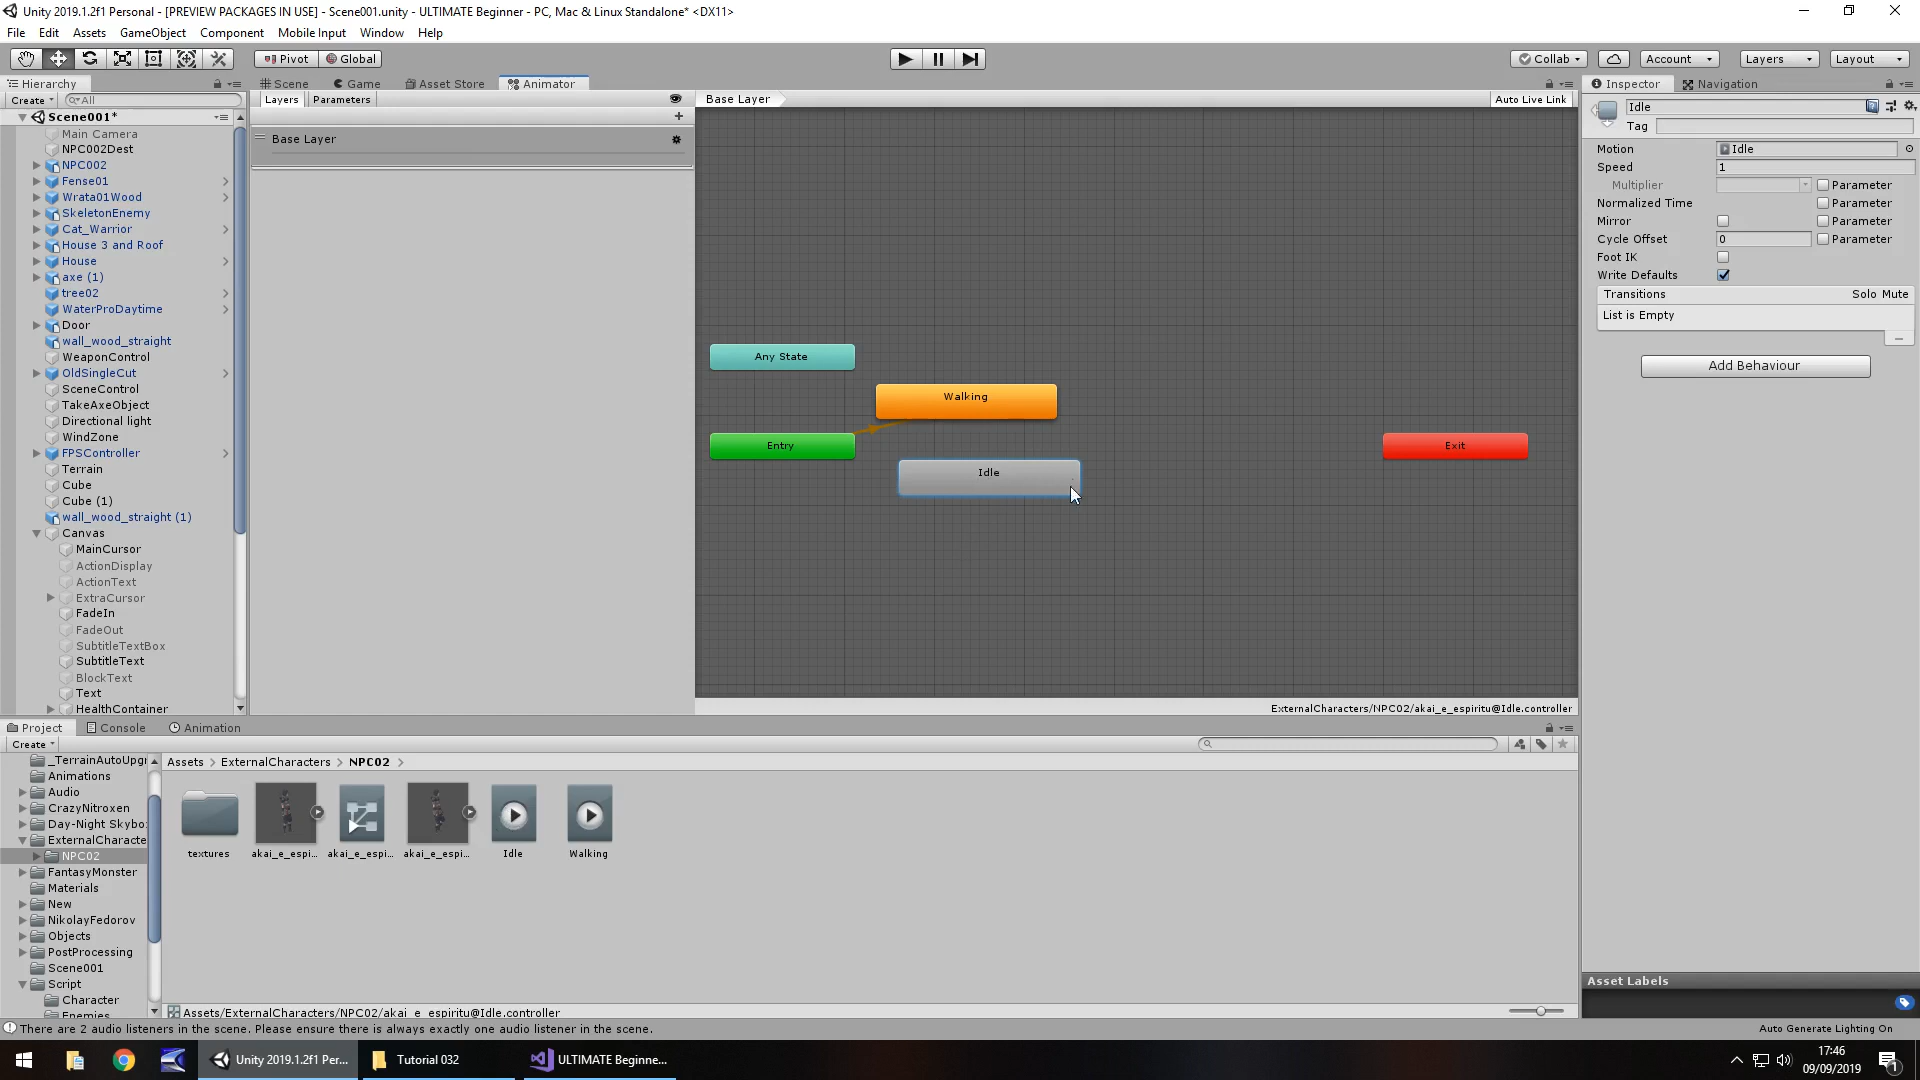 Unity 2019.1.2f1 Personal - [PREVIEW PACKAGES IN USE] - Scene001.unity - ULTIMATE Beginner - PC, Mac & Linux Standalone* <DX11>
File Edit Assets GameObject Component Mobile Input Window Help
Pivot Global Collab Account Layers Layout
Hierarchy Scene Game Asset Store Animator Inspector Navigation
Create All Layers Parameters Base Layer Auto Live Link
Scene001*
Main Camera
NPC002Dest
NPC002
Fense01
Wrata01Wood
SkeletonEnemy
Cat_Warrior
House 3 and Roof
House
axe (1)
tree02
WaterProDaytime
Door
wall_wood_straight
WeaponControl
OldSingleCut
SceneControl
TakeAxeObject
Directional light
WindZone
FPSController
Terrain
Cube
Cube (1)
wall_wood_straight (1)
Canvas
MainCursor
ActionDisplay
ActionText
ExtraCursor
FadeIn
FadeOut
SubtitleTextBox
SubtitleText
BlockText
Text
HealthContainer
Base Layer
Any State
Walking
Entry
Idle
Exit
ExternalCharacters/NPC02/akai_e_espiritu@Idle.controller
Idle
Tag
Motion Idle
Speed 1
Multiplier Parameter
Normalized Time Parameter
Mirror Parameter
Cycle Offset 0 Parameter
Foot IK
Write Defaults
Transitions Solo Mute
List is Empty
Add Behaviour
Asset Labels
Project Console Animation
Create
_TerrainAutoUpgr
Animations
Audio
CrazyNitroxen
Day-Night Skybo
ExternalCharacte
NPC02
FantasyMonster
Materials
New
NikolayFedorov
Objects
PostProcessing
Scene001
Script
Character
Enemies
Assets > ExternalCharacters > NPC02 >
textures akai_e_espi... akai_e_espi... akai_e_espi... Idle Walking
Assets/ExternalCharacters/NPC02/akai_e_espiritu@Idle.controller
There are 2 audio listeners in the scene. Please ensure there is always exactly one audio listener in the scene.
Auto Generate Lighting On
Unity 2019.1.2f1 Per... Tutorial 032 ULTIMATE Beginne...
17:46
09/09/2019
1